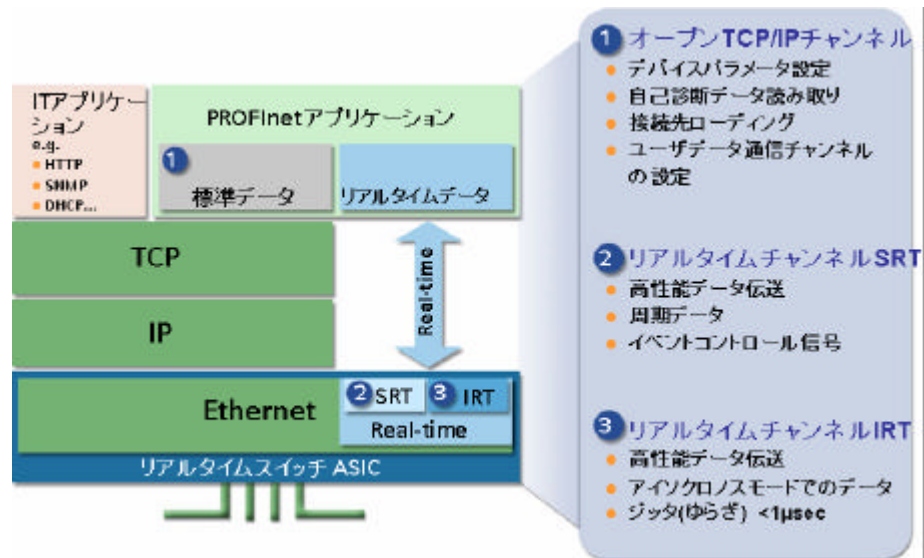 ITアプリケー
ション
e.g.
HTTP
SNMP
DHCP...
PROFInetアプリケーション
1
標準データ
リアルタイムデータ
TCP
IP
Real-time
Ethernet
2 SRT
3 IRT
Real-time
リアルタイムスイッチ ASIC
1 オープンTCP/IPチャンネル
デバイスパラメータ設定
自己診断データ読み取り
接続先ローディング
ユーザデータ通信チャンネル
の設定
2 リアルタイムチャンネルSRT
高性能データ伝送
周期データ
イベントコントロール信号
3 リアルタイムチャンネルIRT
高性能データ伝送
アイソクロノスモードでのデータ
ジッタ(ゆらぎ) <1μsec